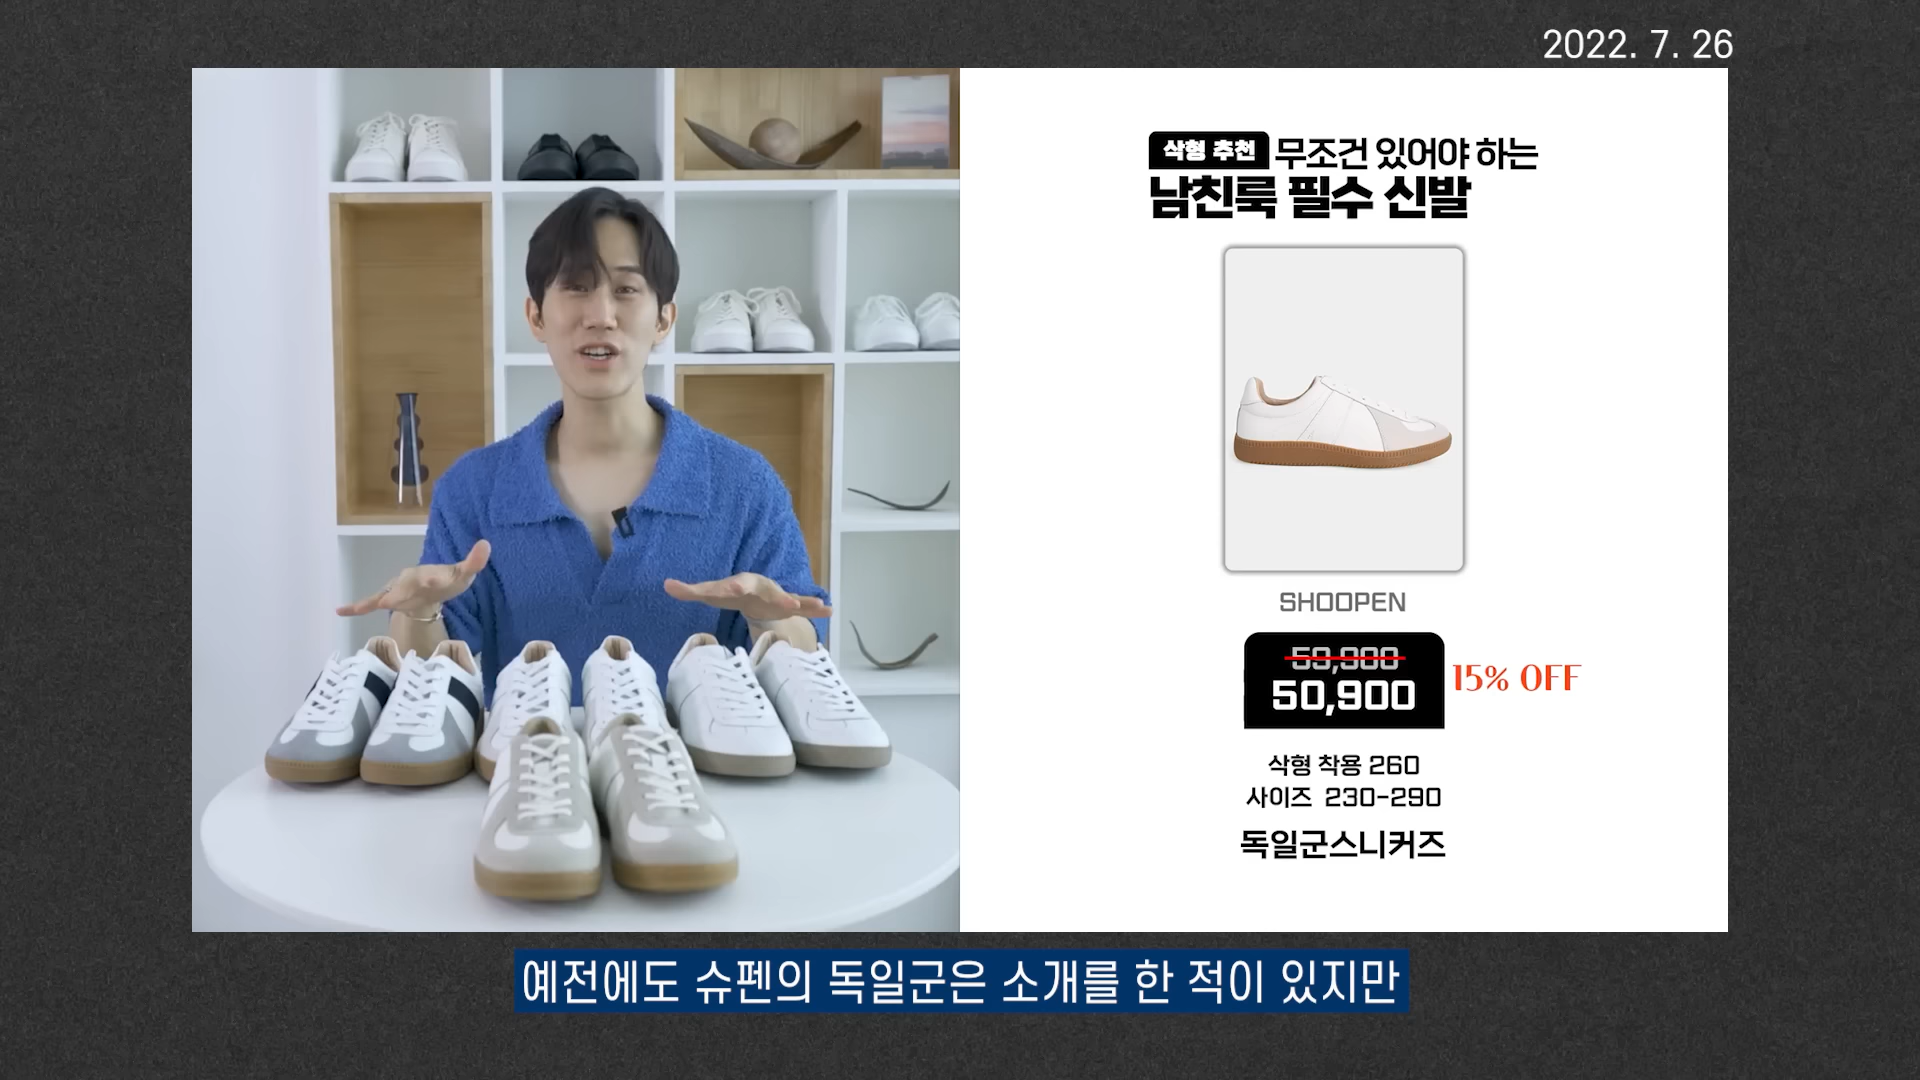 2022. 7. 26
삭형 추천 무조건 있어야 하는
남친룩 필수 신발
SHOOPEN
59,900
50,900
15% OFF
삭형 착용 260
사이즈 230-290
독일군스니커즈
예전에도 슈펜의 독일군은 소개를 한 적이 있지만